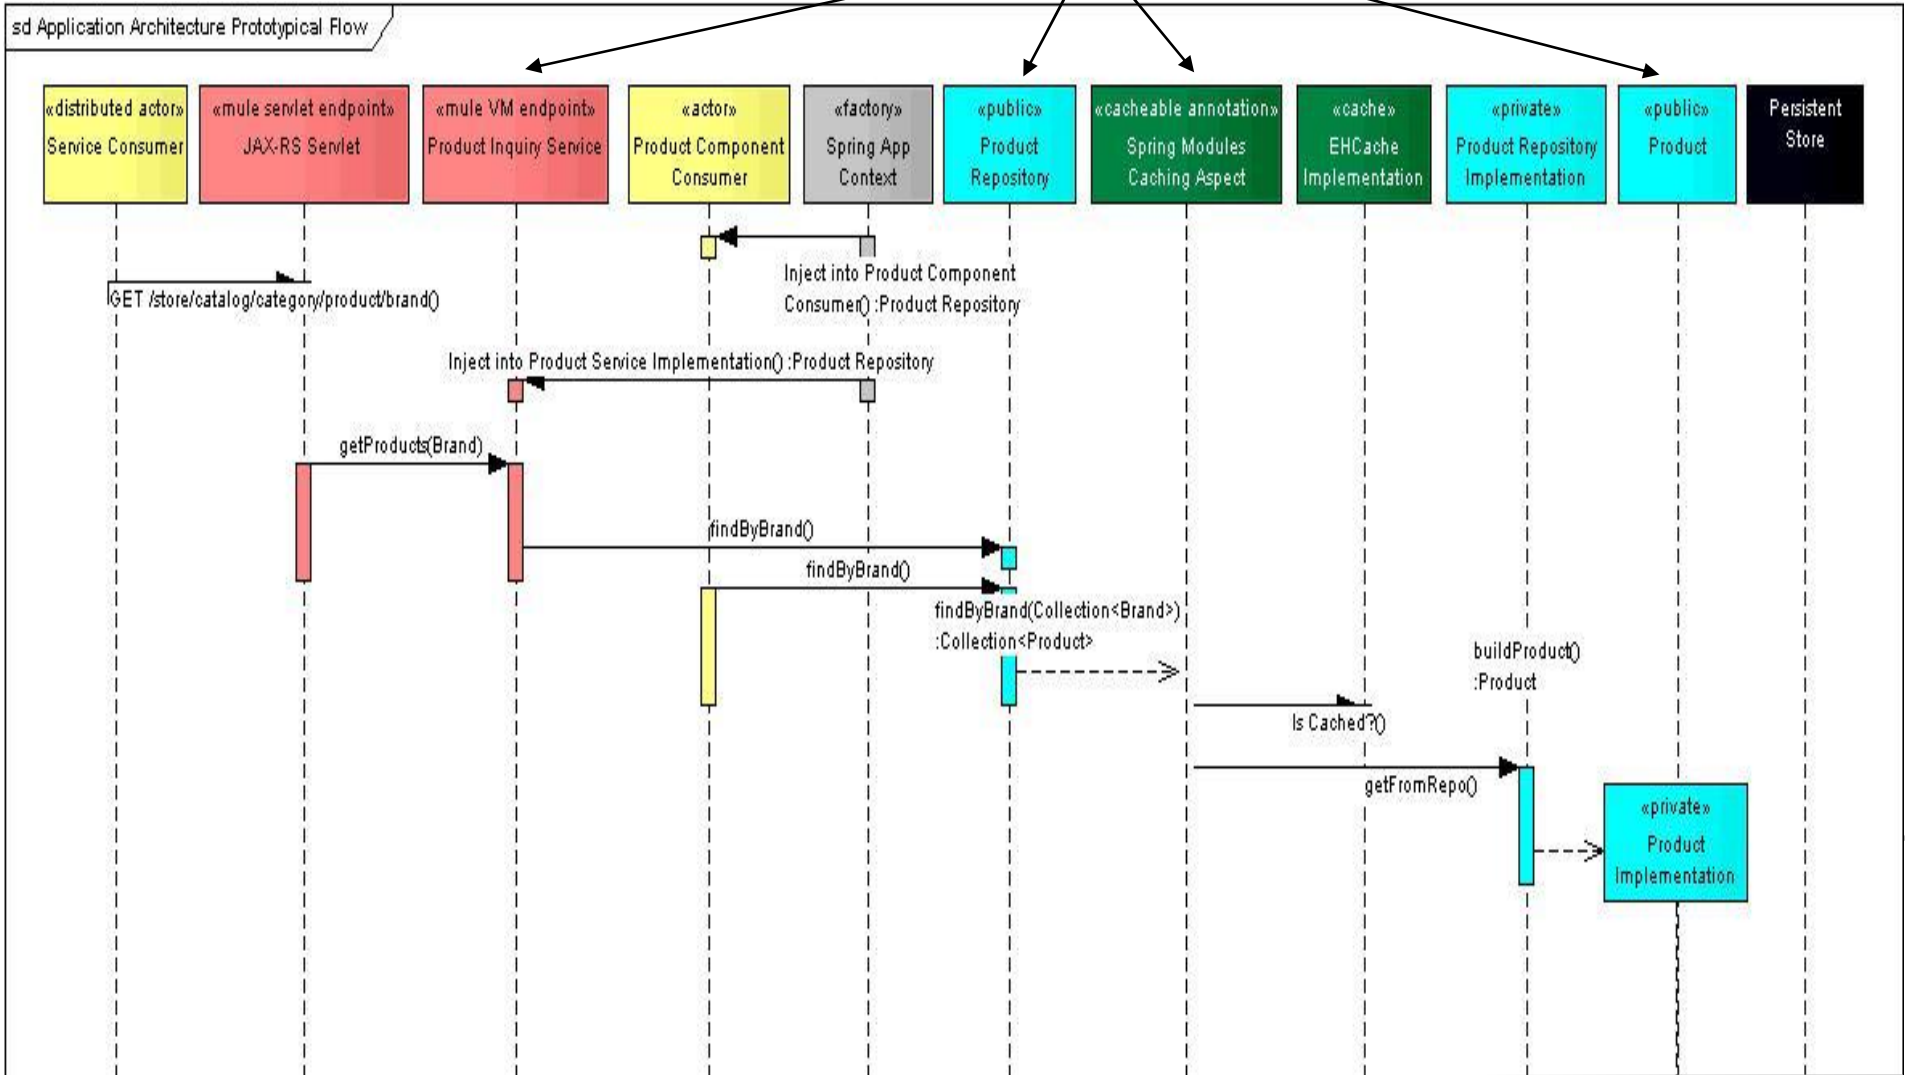 sd Application Architecture Prototypical Flow
«distributed actor»
Service Consumer
«mule servlet endpoint»
JAX-RS Servlet
«mule VM endpoint»
Product Inquiry Service
«actor»
Product Component
Consumer
«factory»
Spring App
Context
«public»
Product
Repository
«cacheable annotation»
Spring Modules
Caching Aspect
«cache»
EHCache
Implementation
«private»
Product Repository
Implementation
«public»
Product
Persistent
Store
Inject into Product Component
Consumer() :Product Repository
GET /store/catalog/category/product/brand()
Inject into Product Service Implementation() :Product Repository
getProducts(Brand)
findByBrand()
findByBrand()
findByBrand(Collection<Brand>)
:Collection<Product>
buildProduct()
:Product
Is Cached?()
getFromRepo()
«private»
Product
Implementation